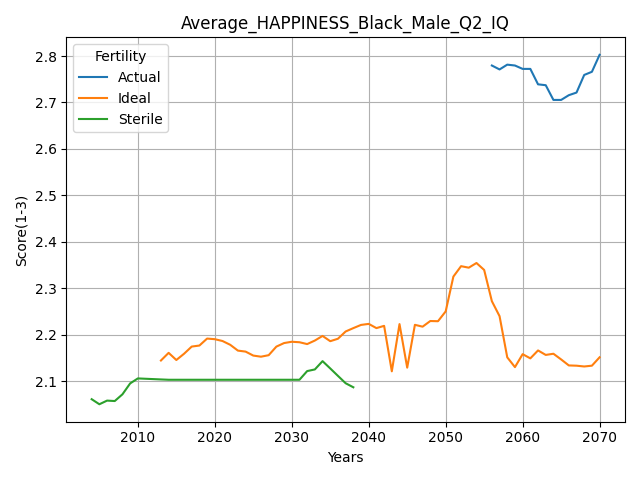 Average_HAPPINESS_Black_Male_Q2_IQ
Fertility
Actual
Ideal
Sterile
Score(1-3)
2.8
2.7
2.6
2.5
2.4
2.3
2.2
2.1
2010 2020 2030 2040 2050 2060 2070
Years